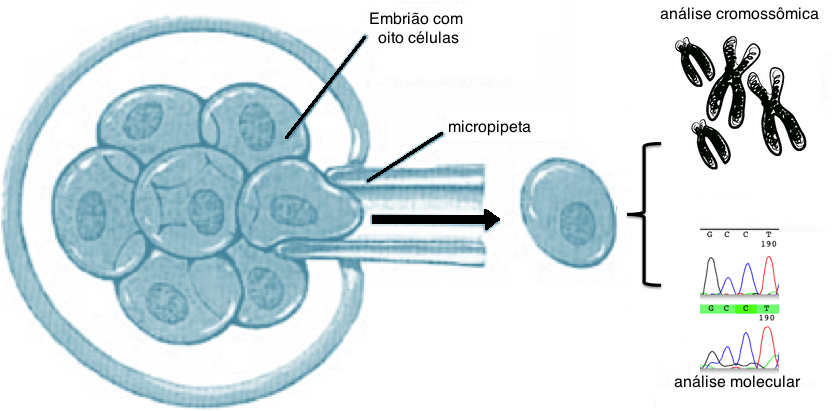 Embrião com
oito células
micropipeta
análise cromossômica
G C C T
190
G C C T
190
análise molecular